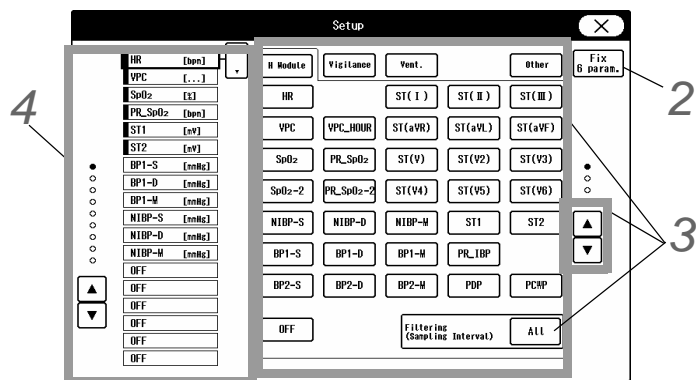 Setup
HR [bpm]
VPC [...]
SpO₂ [%]
PR_SpO₂ [bpm]
ST1 [mV]
ST2 [mV]
BP1-S [mmHg]
BP1-D [mmHg]
BP1-M [mmHg]
NIBP-S [mmHg]
NIBP-D [mmHg]
NIBP-M [mmHg]
OFF
OFF
OFF
OFF
OFF
OFF
4
H Module Vigilance Vent. Other
HR ST(Ⅰ) ST(Ⅱ) ST(Ⅲ)
VPC VPC_HOUR ST(aVR) ST(aVL) ST(aVF)
SpO₂ PR_SpO₂ ST(V) ST(V2) ST(V3)
SpO₂-2 PR_SpO₂-2 ST(V4) ST(V5) ST(V6)
NIBP-S NIBP-D NIBP-M ST1 ST2
BP1-S BP1-D BP1-M PR_IBP
BP2-S BP2-D BP2-M PDP PCWP
OFF
Filtering
(Sampling Interval)
All
Fix
6 param.
2
3